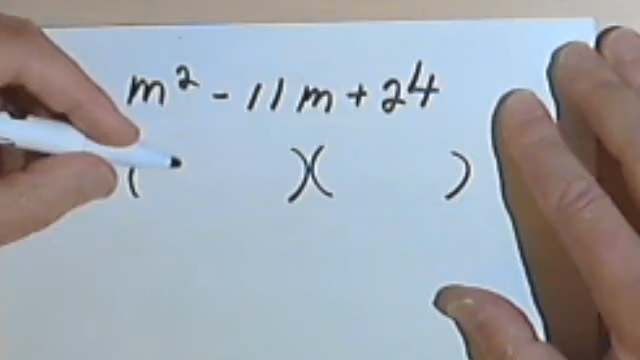 m² - 11m + 24
( )( )